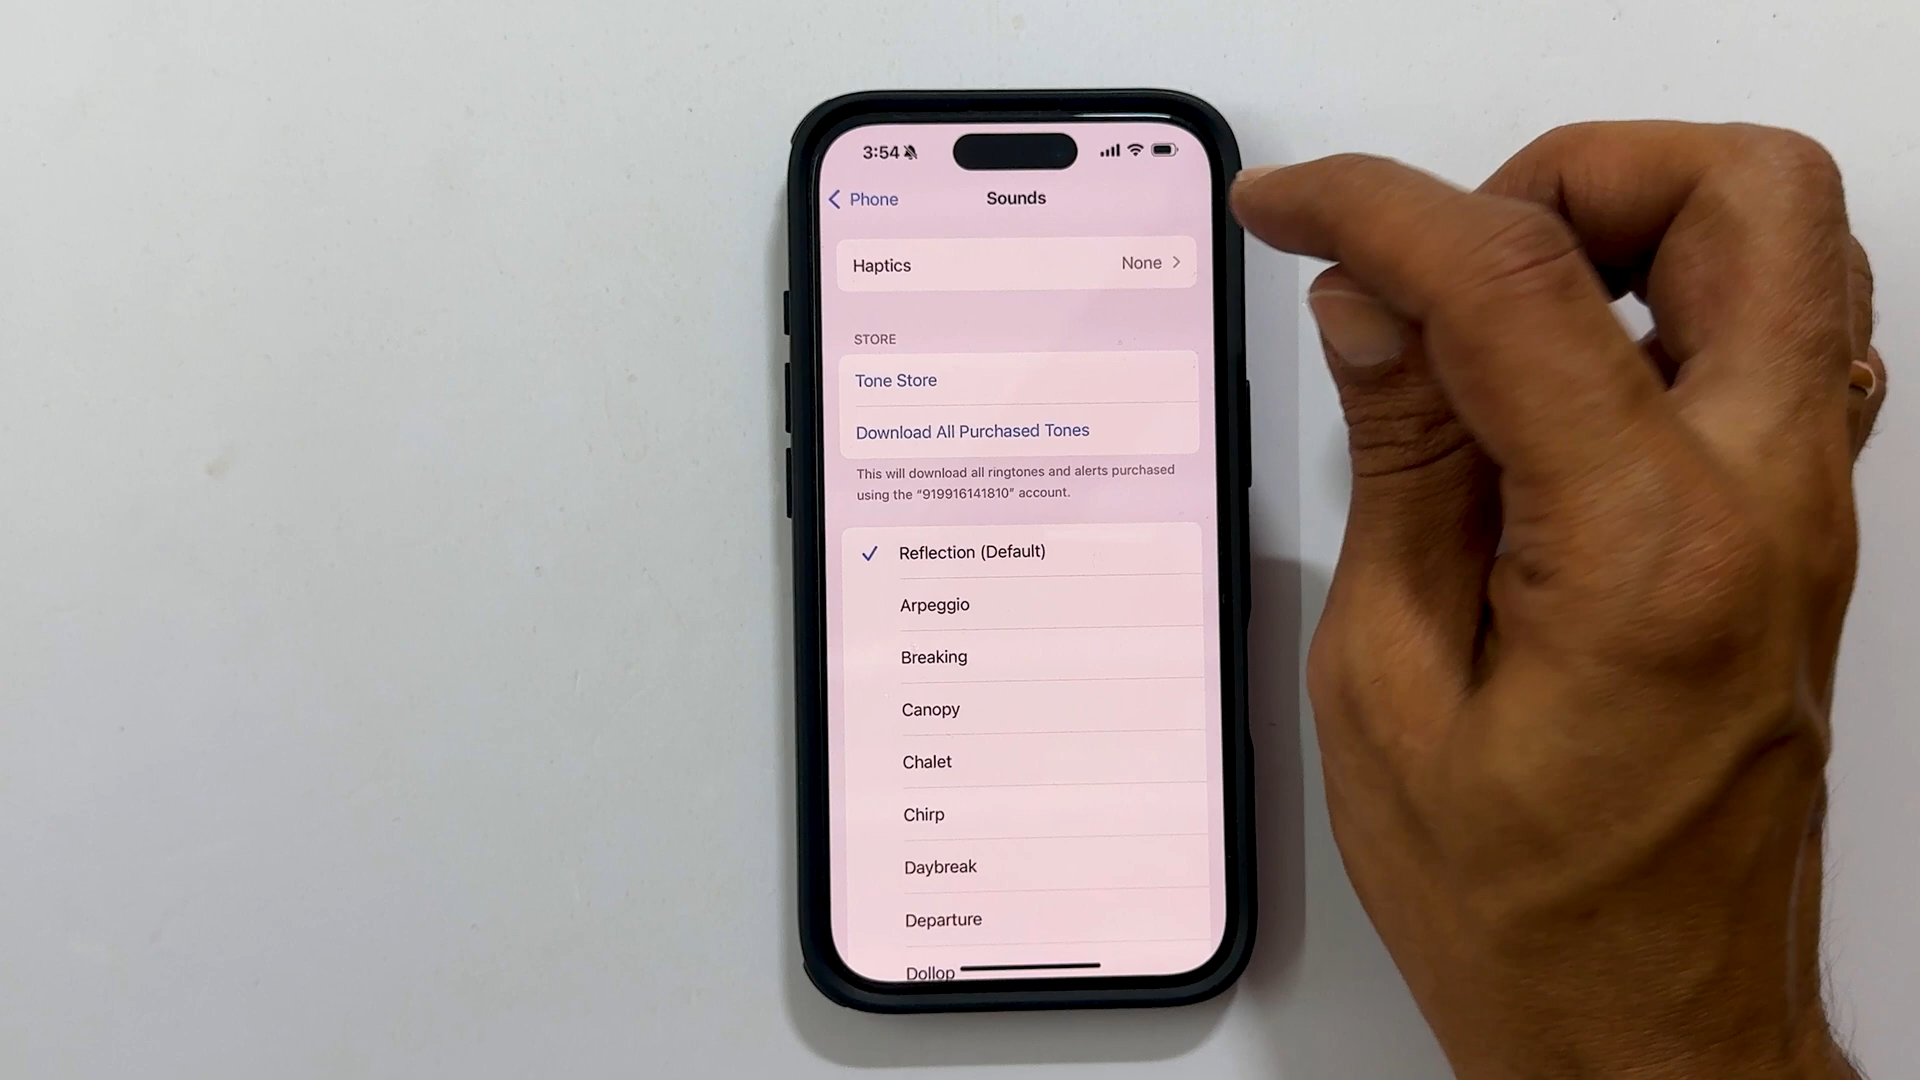 3:54
Phone
Sounds
Haptics
None
STORE
Tone Store
Download All Purchased Tones
This will download all ringtones and alerts purchased
using the “919916141810” account.
Reflection (Default)
Arpeggio
Breaking
Canopy
Chalet
Chirp
Daybreak
Departure
Dollop